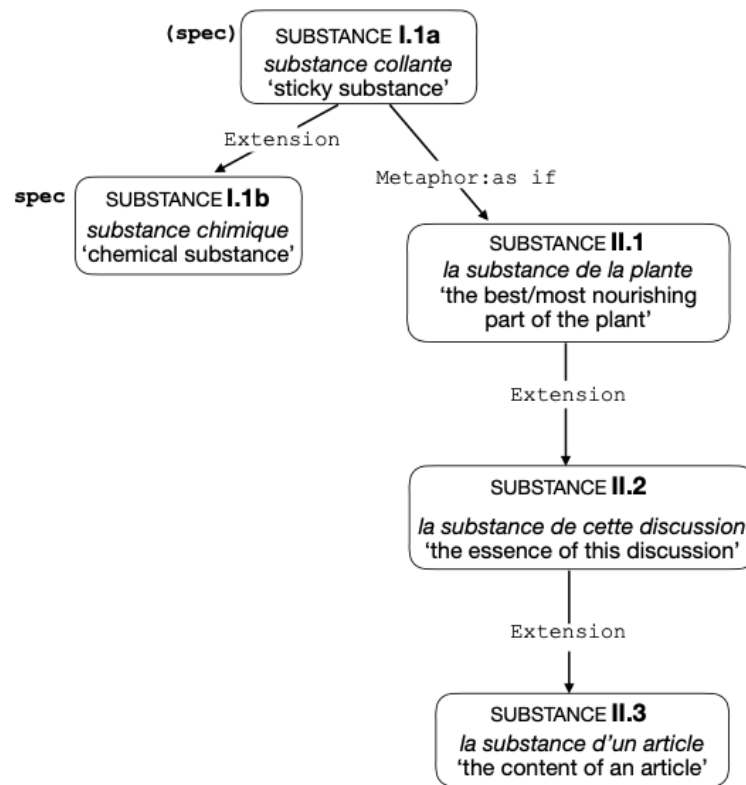 (spec)
SUBSTANCE I.1a
substance collante
‘sticky substance’
Extension
Metaphor:as if
spec
SUBSTANCE I.1b
substance chimique
‘chemical substance’
SUBSTANCE II.1
la substance de la plante
‘the best/most nourishing
part of the plant’
Extension
SUBSTANCE II.2
la substance de cette discussion
‘the essence of this discussion’
Extension
SUBSTANCE II.3
la substance d’un article
‘the content of an article’